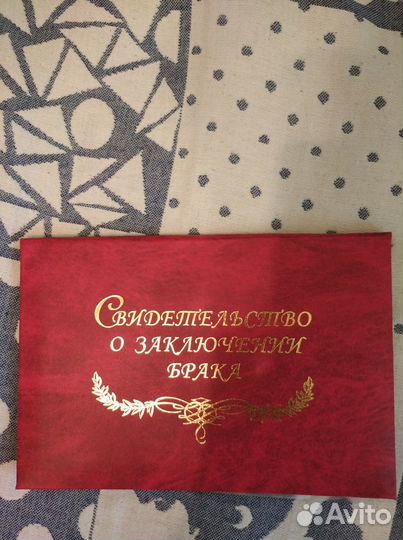 Свидетельство
о заключении
брака
Avito